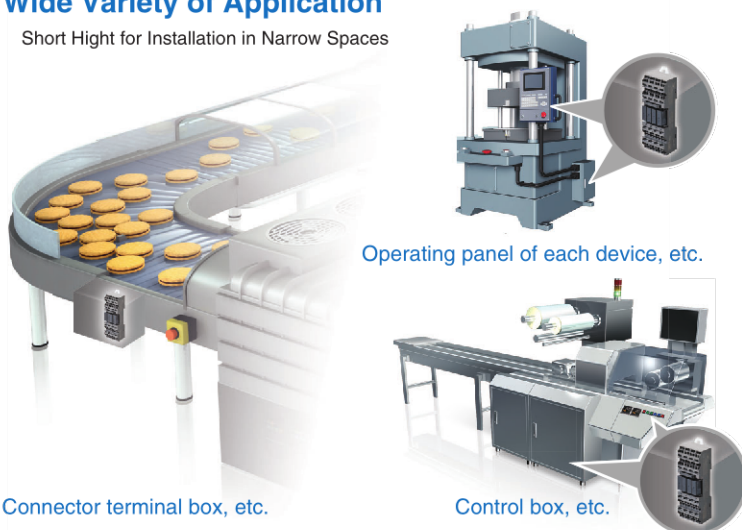 Wide Variety of Application
Short Hight for Installation in Narrow Spaces
Operating panel of each device, etc.
Connector terminal box, etc.
Control box, etc.